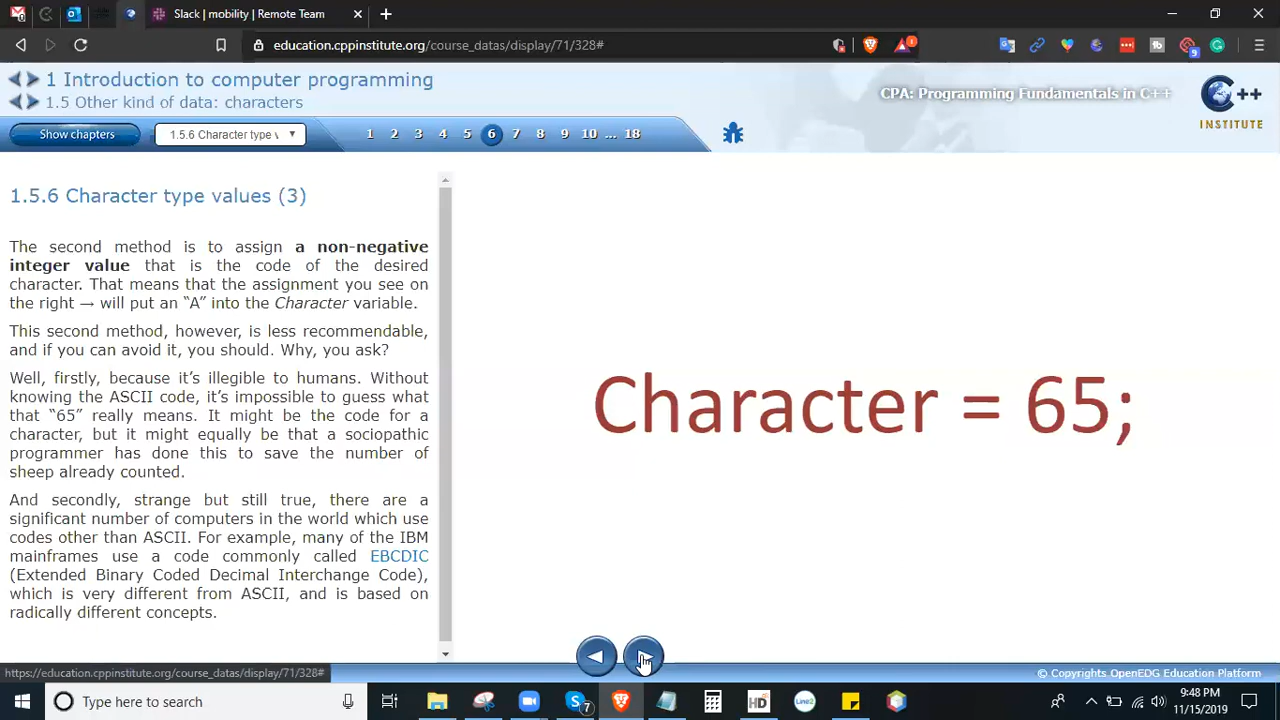 Slack | mobility | Remote Team
education.cppinstitute.org/course_datas/display/71/328#
1 Introduction to computer programming
1.5 Other kind of data: characters
CPA: Programming Fundamentals in C++
++
INSTITUTE
Show chapters
1.5.6 Character type v
1 2 3 4 5 6 7 8 9 10 ... 18
1.5.6 Character type values (3)
The second method is to assign a non-negative
integer value that is the code of the desired
character. That means that the assignment you see on
the right → will put an “A” into the Character variable.
This second method, however, is less recommendable,
and if you can avoid it, you should. Why, you ask?
Well, firstly, because it’s illegible to humans. Without
knowing the ASCII code, it’s impossible to guess what
that “65” really means. It might be the code for a
character, but it might equally be that a sociopathic
programmer has done this to save the number of
sheep already counted.
And secondly, strange but still true, there are a
significant number of computers in the world which use
codes other than ASCII. For example, many of the IBM
mainframes use a code commonly called EBCDIC
(Extended Binary Coded Decimal Interchange Code),
which is very different from ASCII, and is based on
radically different concepts.
Character = 65;
https://education.cppinstitute.org/course_datas/display/71/328#
© Copyrights OpenEDG Education Platform
Type here to search
7
HD
Line2
9:48 PM
11/15/2019